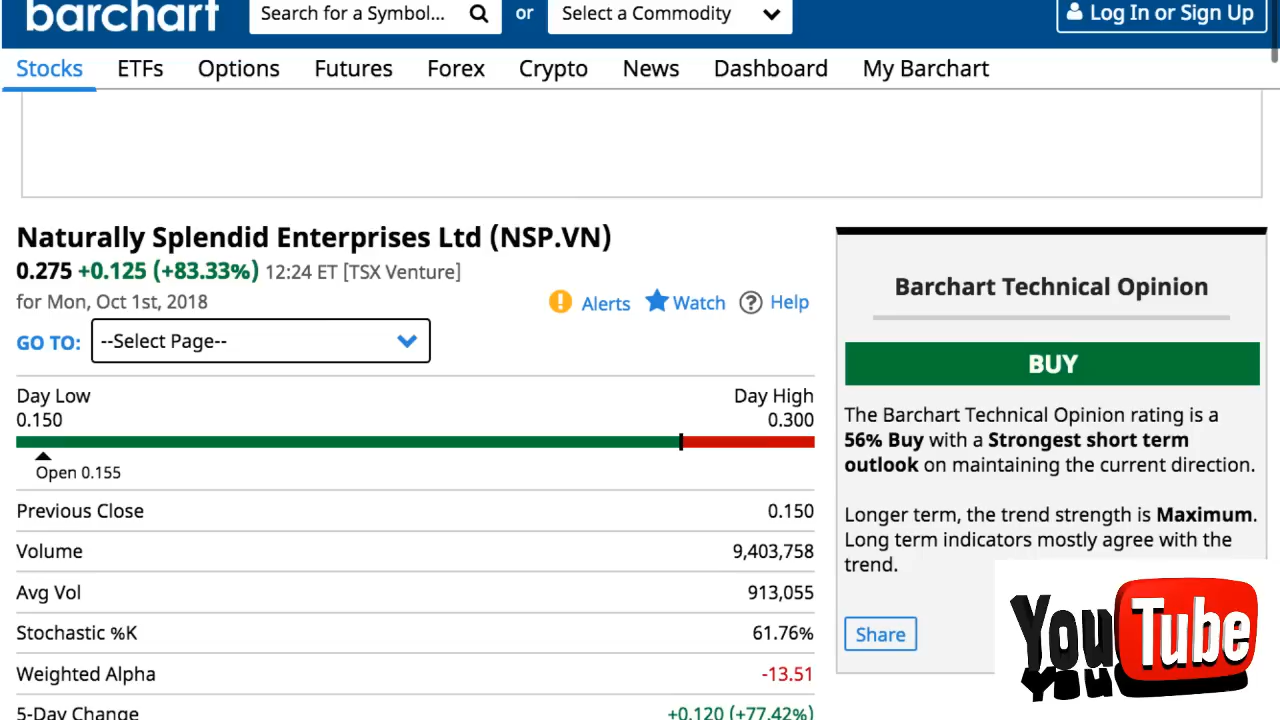 barchart
Search for a Symbol...
or
Select a Commodity
Log In or Sign Up
Stocks ETFs Options Futures Forex Crypto News Dashboard My Barchart
Naturally Splendid Enterprises Ltd (NSP.VN)
0.275 +0.125 (+83.33%) 12:24 ET [TSX Venture]
for Mon, Oct 1st, 2018
Alerts Watch Help
GO TO: --Select Page--
Day Low Day High
0.150 0.300
Open 0.155
Previous Close 0.150
Volume 9,403,758
Avg Vol 913,055
Stochastic %K 61.76%
Weighted Alpha -13.51
5-Day Change +0.120 (+77.42%)
Barchart Technical Opinion
BUY
The Barchart Technical Opinion rating is a
56% Buy with a Strongest short term
outlook on maintaining the current direction.
Longer term, the trend strength is Maximum.
Long term indicators mostly agree with the
trend.
Share
YouTube